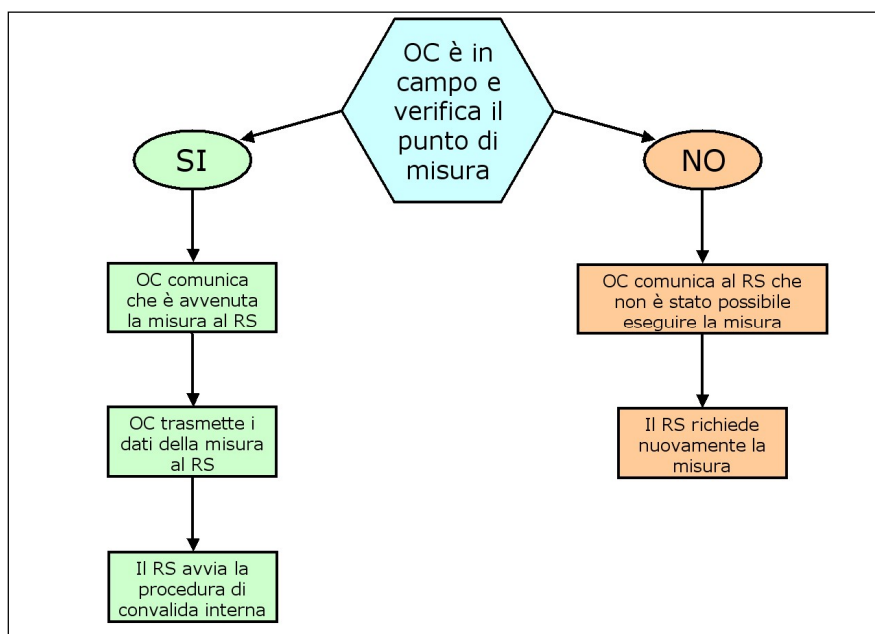 OC è in
campo e
verifica il
punto di
misura
SI
NO
OC comunica
che è avvenuta
la misura al RS
OC comunica al RS che
non è stato possibile
eseguire la misura
OC trasmette i
dati della misura
al RS
Il RS richiede
nuovamente la
misura
Il RS avvia la
procedura di
convalida interna